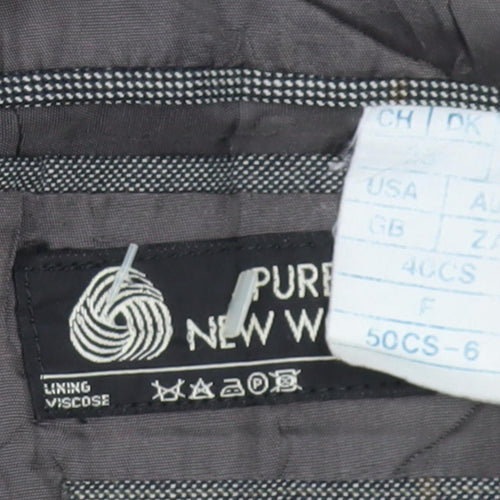 CH DK
USA AU
GB ZA
40CS
F
50CS-6
PURE
NEW W
LINING
VISCOSE
P